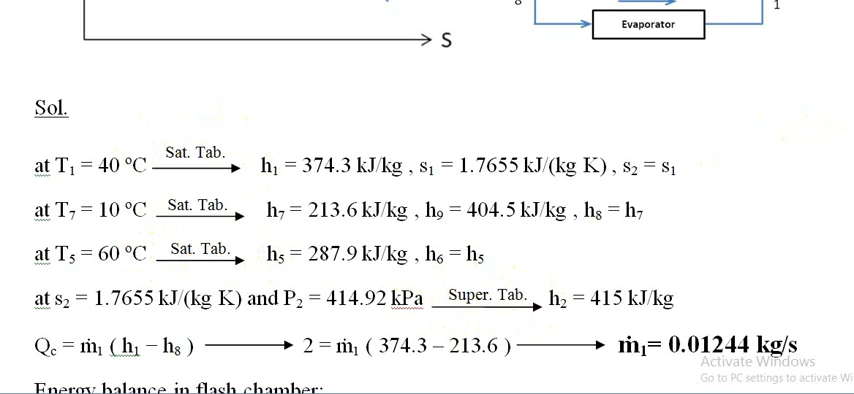 8
1
Evaporator
S
Sol.
at T₁ = 40 °C Sat. Tab. h₁ = 374.3 kJ/kg , s₁ = 1.7655 kJ/(kg K) , s₂ = s₁
at T₇ = 10 °C Sat. Tab. h₇ = 213.6 kJ/kg , h₉ = 404.5 kJ/kg , h₈ = h₇
at T₅ = 60 °C Sat. Tab. h₅ = 287.9 kJ/kg , h₆ = h₅
at s₂ = 1.7655 kJ/(kg K) and P₂ = 414.92 kPa Super. Tab. h₂ = 415 kJ/kg
Qc = ṁ₁ ( h₁ – h₈ ) 2 = ṁ₁ ( 374.3 – 213.6 ) ṁ₁= 0.01244 kg/s
Activate Windows
Go to PC settings to activate Wi
Energy balance in flash chamber: